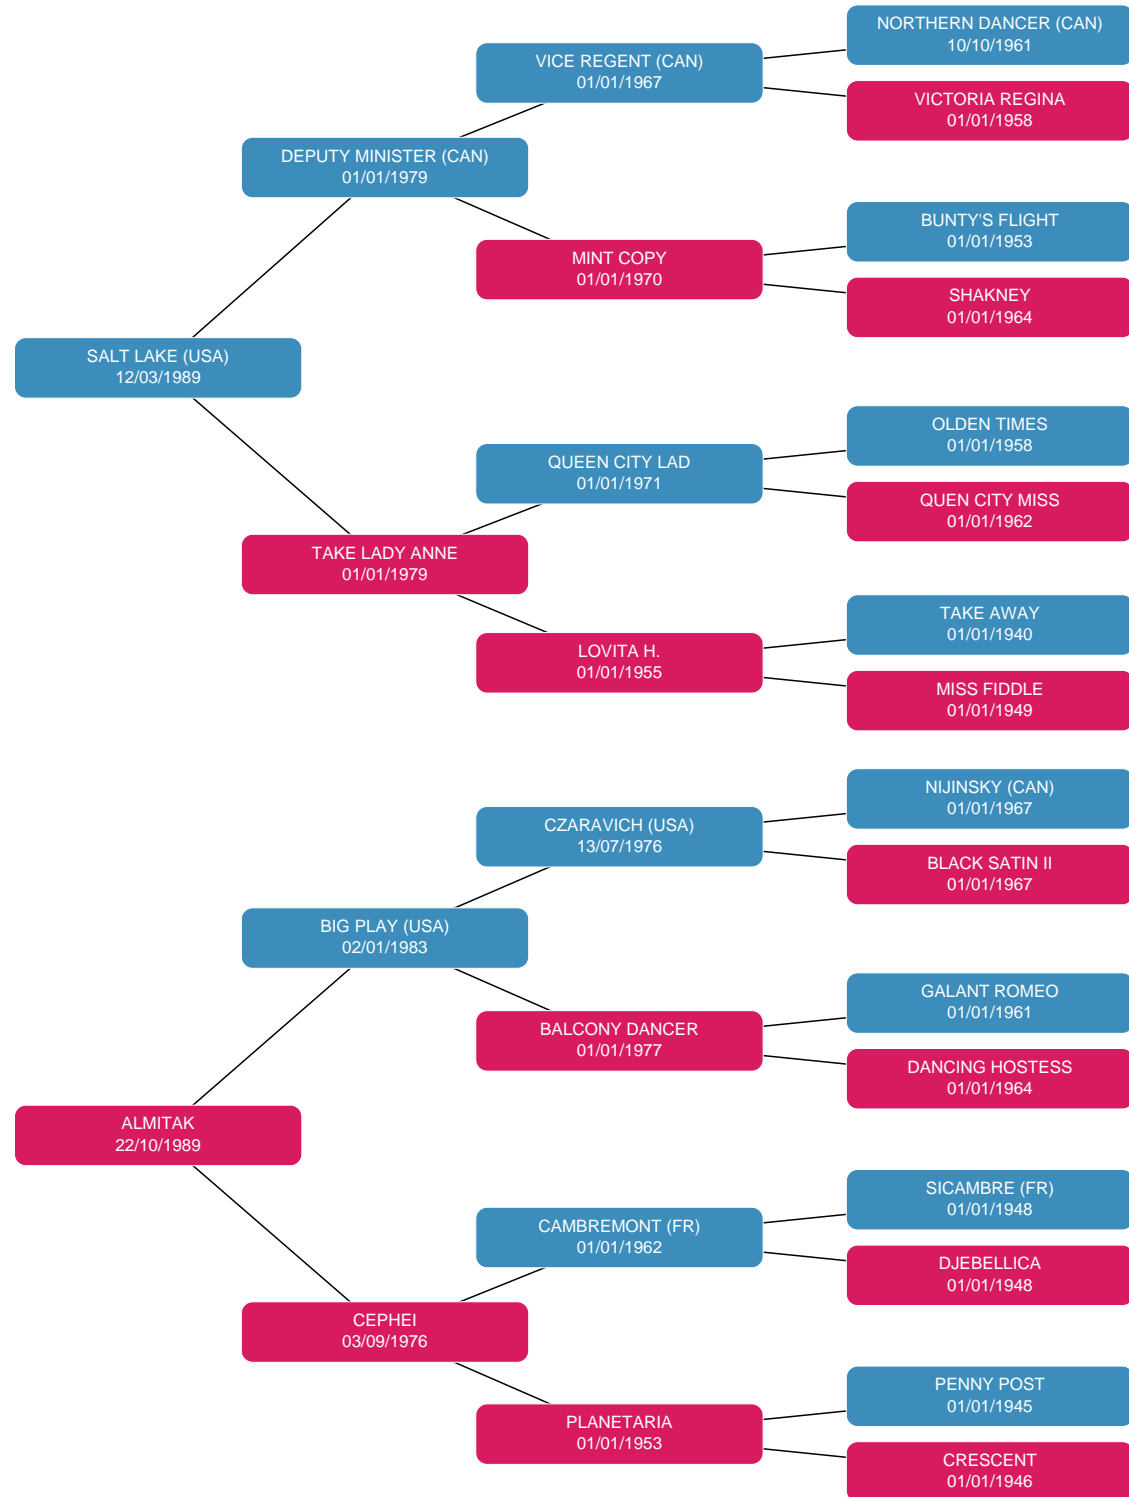 NORTHERN DANCER (CAN)
10/10/1961
VICE REGENT (CAN)
01/01/1967
VICTORIA REGINA
01/01/1958
DEPUTY MINISTER (CAN)
01/01/1979
BUNTY'S FLIGHT
01/01/1953
MINT COPY
01/01/1970
SHAKNEY
01/01/1964
SALT LAKE (USA)
12/03/1989
OLDEN TIMES
01/01/1958
QUEEN CITY LAD
01/01/1971
QUEN CITY MISS
01/01/1962
TAKE LADY ANNE
01/01/1979
TAKE AWAY
01/01/1940
LOVITA H.
01/01/1955
MISS FIDDLE
01/01/1949
NIJINSKY (CAN)
01/01/1967
CZARAVICH (USA)
13/07/1976
BLACK SATIN II
01/01/1967
BIG PLAY (USA)
02/01/1983
GALANT ROMEO
01/01/1961
BALCONY DANCER
01/01/1977
DANCING HOSTESS
01/01/1964
ALMITAK
22/10/1989
SICAMBRE (FR)
01/01/1948
CAMBREMONT (FR)
01/01/1962
DJEBELLICA
01/01/1948
CEPHEI
03/09/1976
PENNY POST
01/01/1945
PLANETARIA
01/01/1953
CRESCENT
01/01/1946